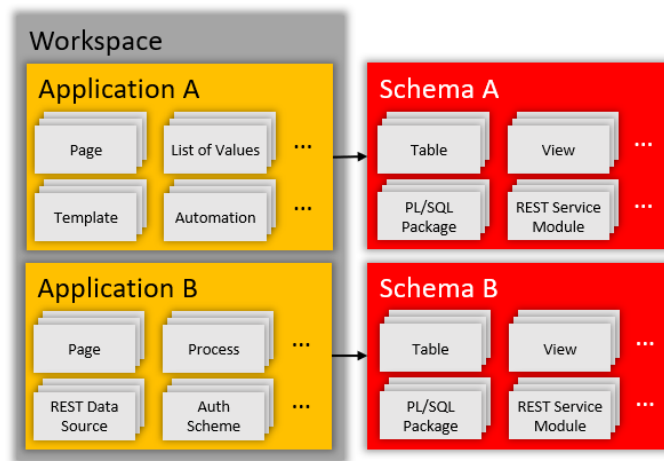 Workspace
Application A
Page
List of Values
...
Template
Automation
...
Schema A
Table
View
...
PL/SQL
Package
REST Service
Module
...
Application B
Page
Process
...
REST Data
Source
Auth
Scheme
...
Schema B
Table
View
...
PL/SQL
Package
REST Service
Module
...